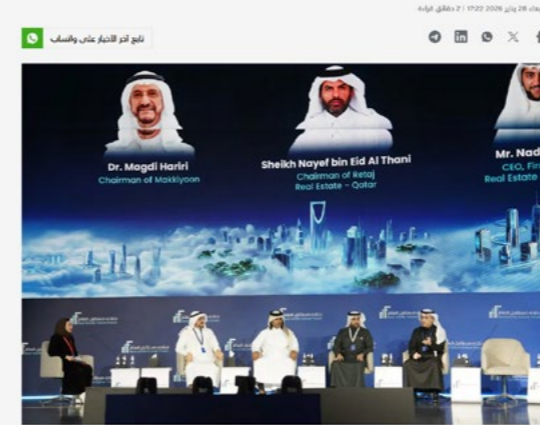 28 يناير 2026 17:22 | 2 دقائق قراءة
تابع آخر الأخبار على واتساب
Dr. Magdi Hariri
Chairman of Makkiyoon
Sheikh Nayef bin Eid Al Thani
Chairman of Retaj
Real Estate - Qatar
Mr. Nad
CEO, Fir
Real Estate